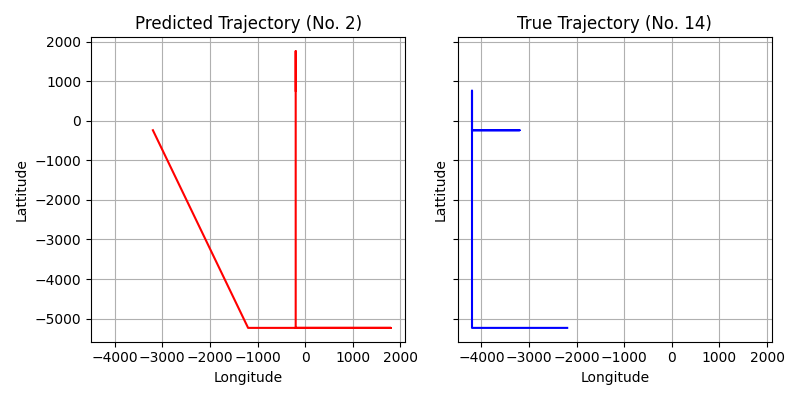 Predicted Trajectory (No. 2)
True Trajectory (No. 14)
Lattitude
2000
1000
0
−1000
−2000
−3000
−4000
−5000
−4000 −3000 −2000 −1000 0 1000 2000
Longitude
Lattitude
−4000 −3000 −2000 −1000 0 1000 2000
Longitude